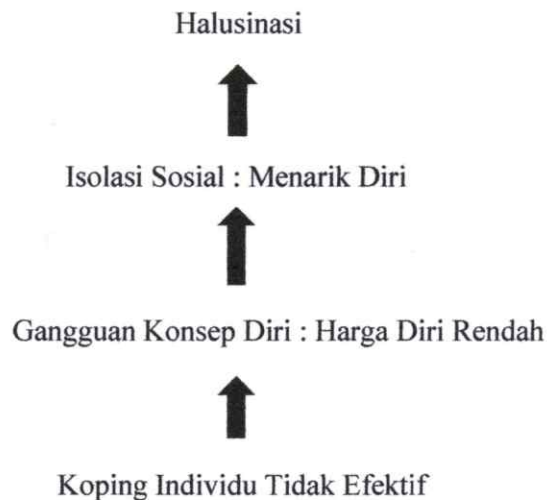 Halusinasi
Isolasi Sosial : Menarik Diri
Gangguan Konsep Diri : Harga Diri Rendah
Koping Individu Tidak Efektif